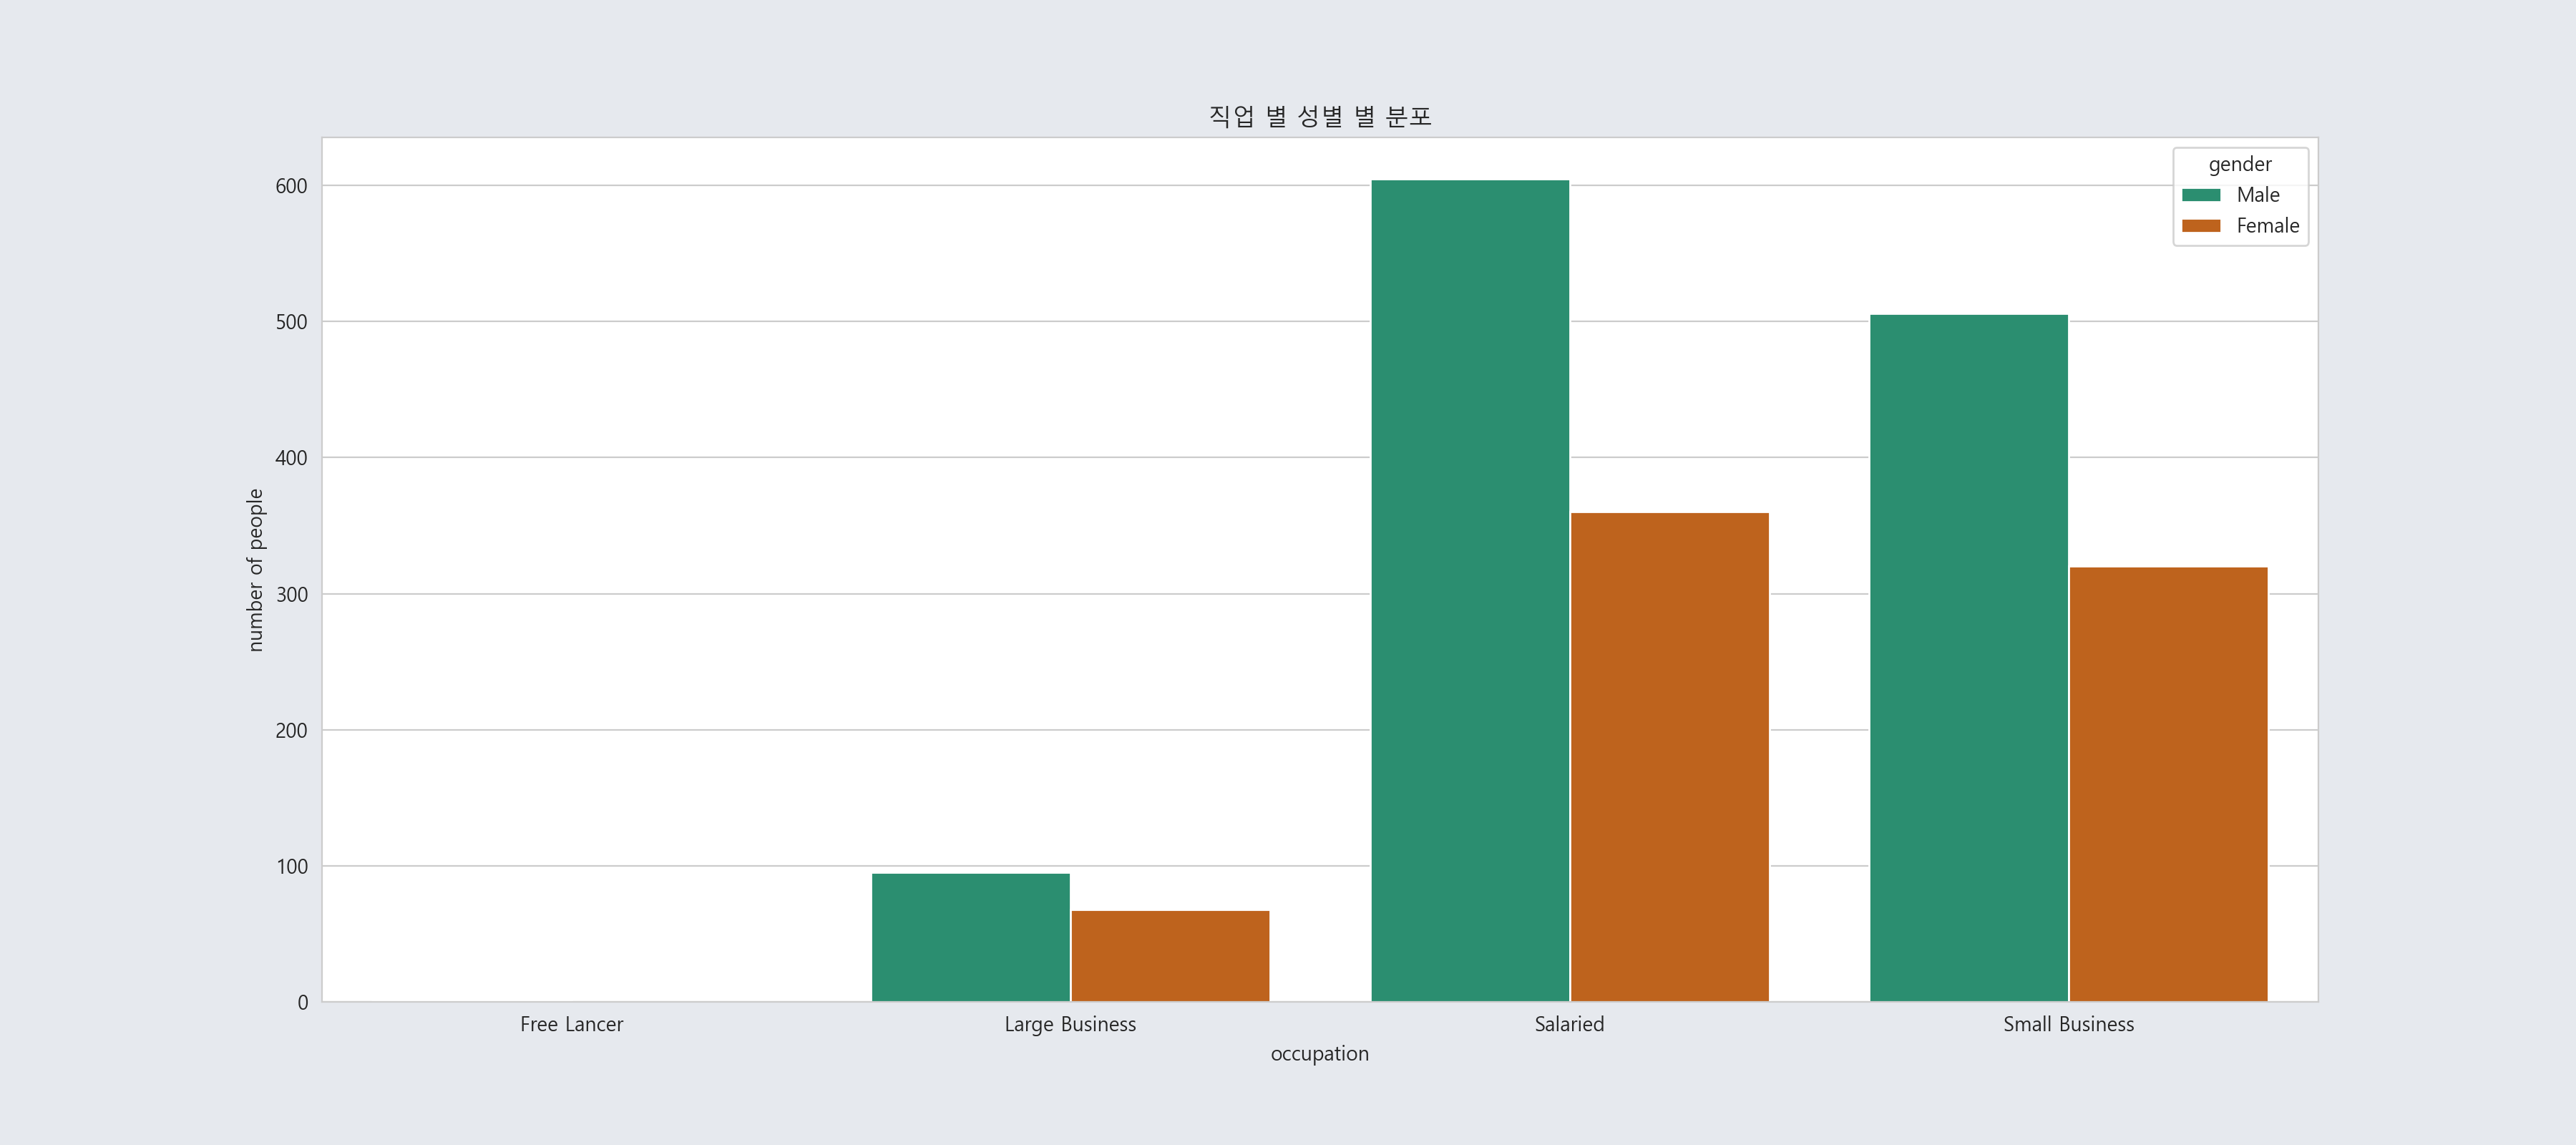 직업 별 성별 별 분포
gender
Male
Female
600
500
400
300
200
100
0
number of people
Free Lancer
Large Business
Salaried
Small Business
occupation